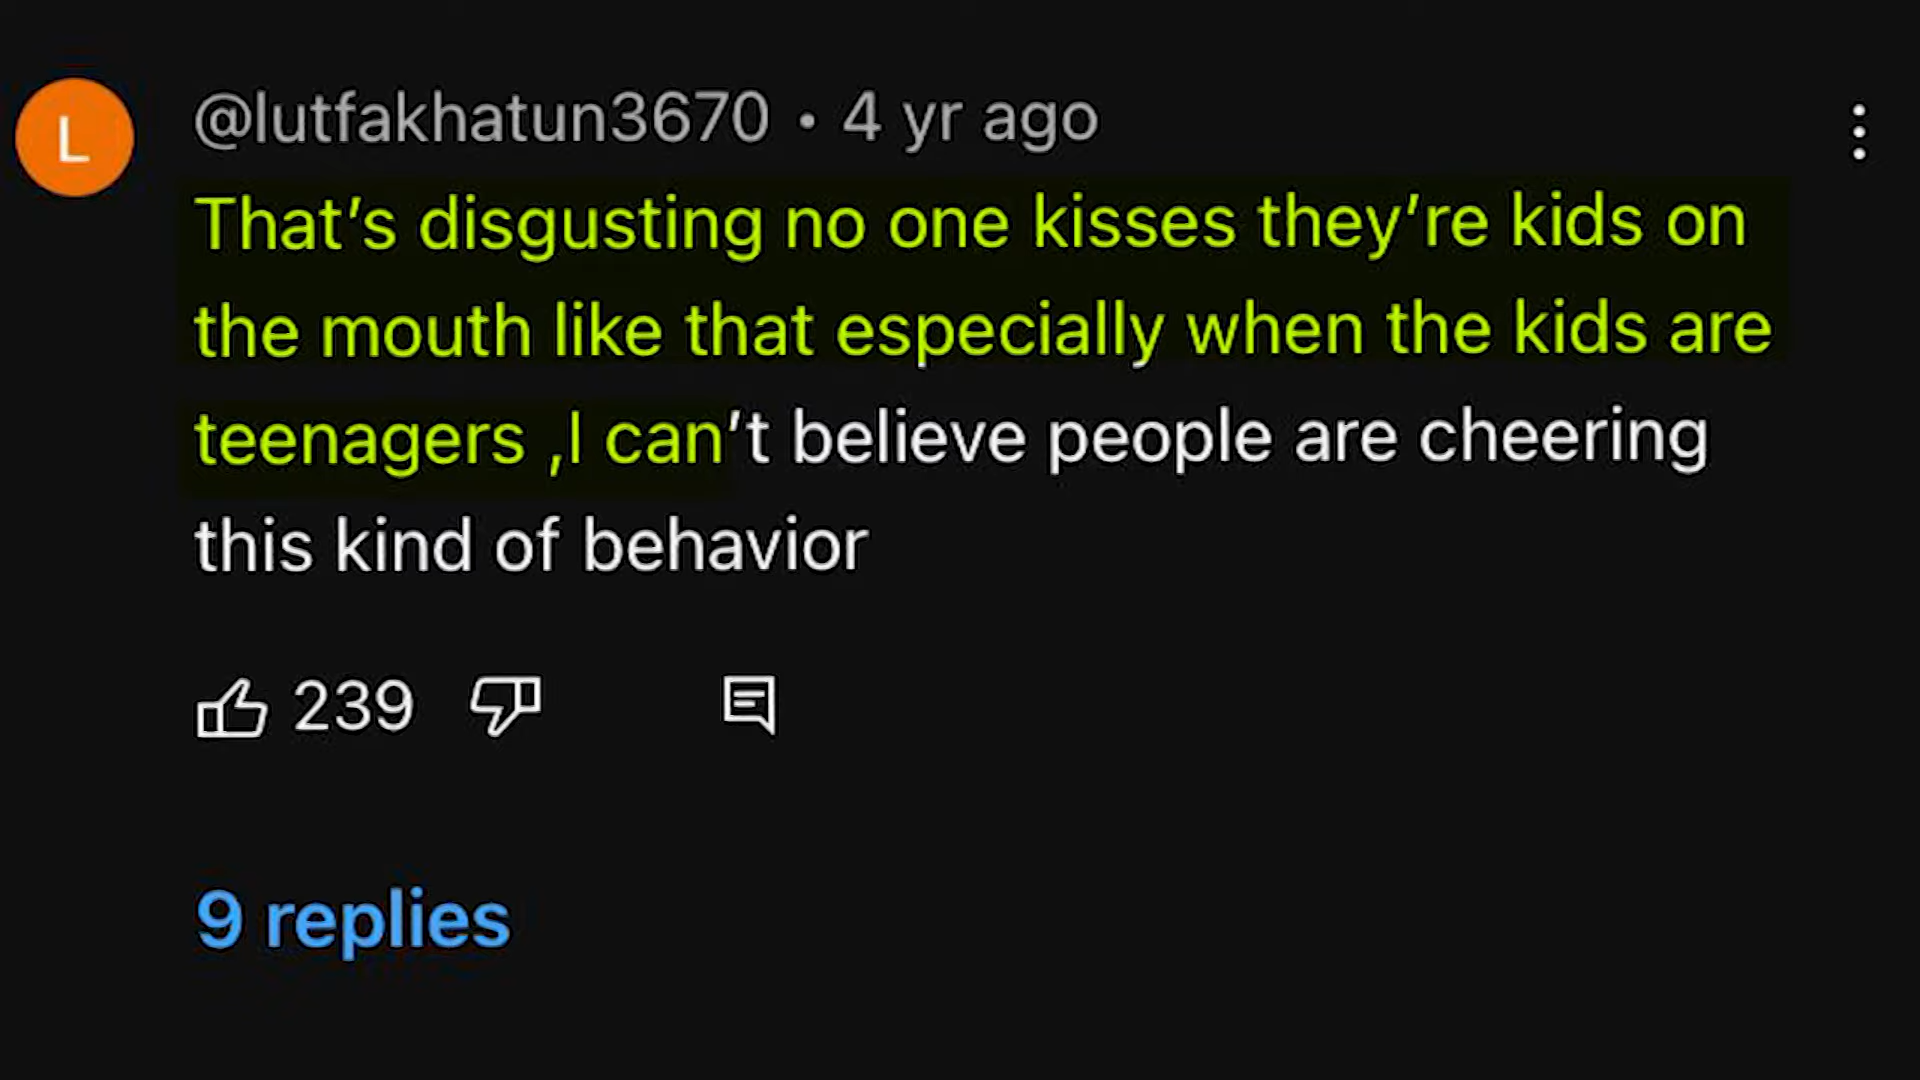 L
@lutfakhatun3670 • 4 yr ago
That’s disgusting no one kisses they’re kids on
the mouth like that especially when the kids are
teenagers ,I can’t believe people are cheering
this kind of behavior
239
9 replies